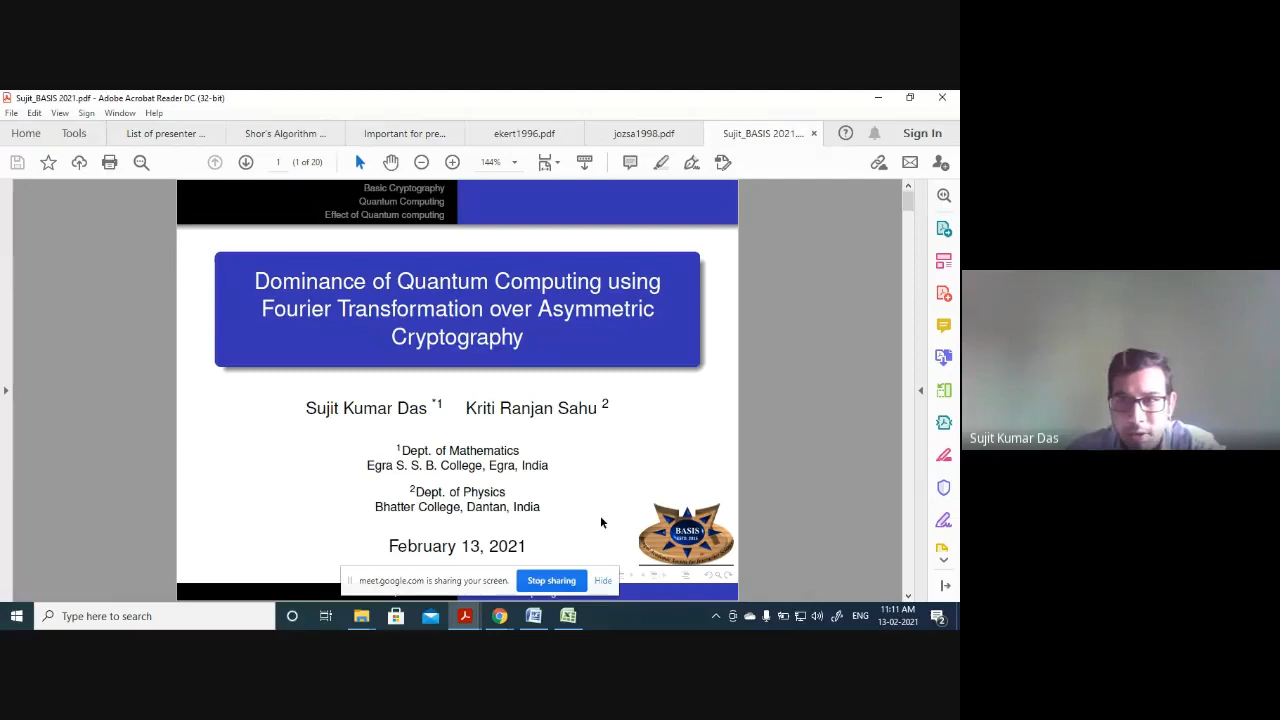 Sujit_BASIS 2021.pdf - Adobe Acrobat Reader DC (32-bit)
File Edit View Sign Window Help
Home Tools List of presenter ... Shor's Algorithm ... Important for pre... ekert1996.pdf jozsa1998.pdf Sujit_BASIS 2021.... Sign In
1 (1 of 20) 144%
Basic Cryptography
Quantum Computing
Effect of Quantum computing
Dominance of Quantum Computing using
Fourier Transformation over Asymmetric
Cryptography
Sujit Kumar Das *1 Kriti Ranjan Sahu 2
1Dept. of Mathematics
Egra S. S. B. College, Egra, India
2Dept. of Physics
Bhatter College, Dantan, India
BASIS
February 13, 2021
meet.google.com is sharing your screen. Stop sharing Hide
Sujit Kumar Das
Type here to search
ENG
11:11 AM
13-02-2021
2